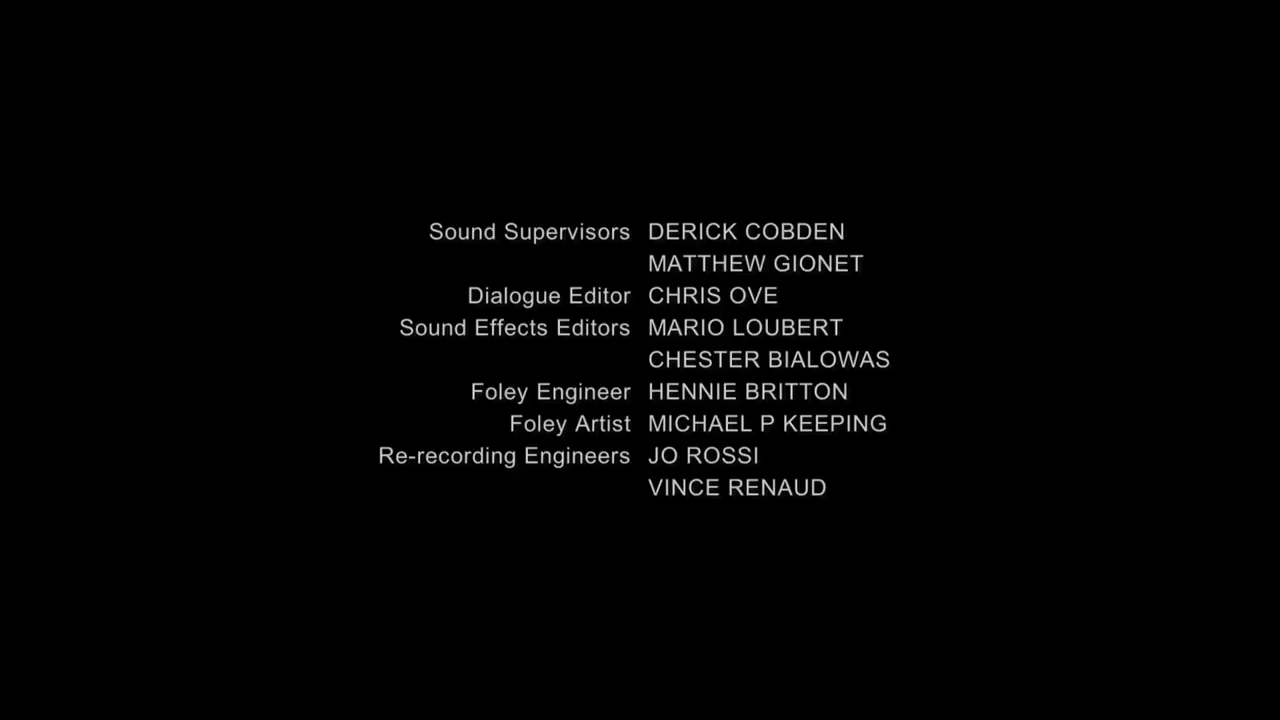 Sound Supervisors DERICK COBDEN
MATTHEW GIONET
Dialogue Editor CHRIS OVE
Sound Effects Editors MARIO LOUBERT
CHESTER BIALOWAS
Foley Engineer HENNIE BRITTON
Foley Artist MICHAEL P KEEPING
Re-recording Engineers JO ROSSI
VINCE RENAUD